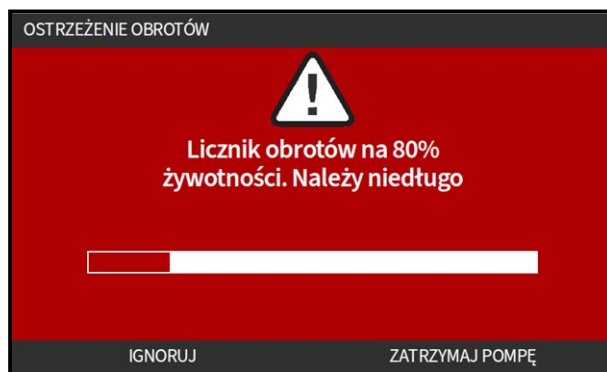 OSTRZEŻENIE OBROTÓW
!
Licznik obrotów na 80%
żywotności. Należy niedługo
IGNORUJ
ZATRZYMAJ POMPĘ